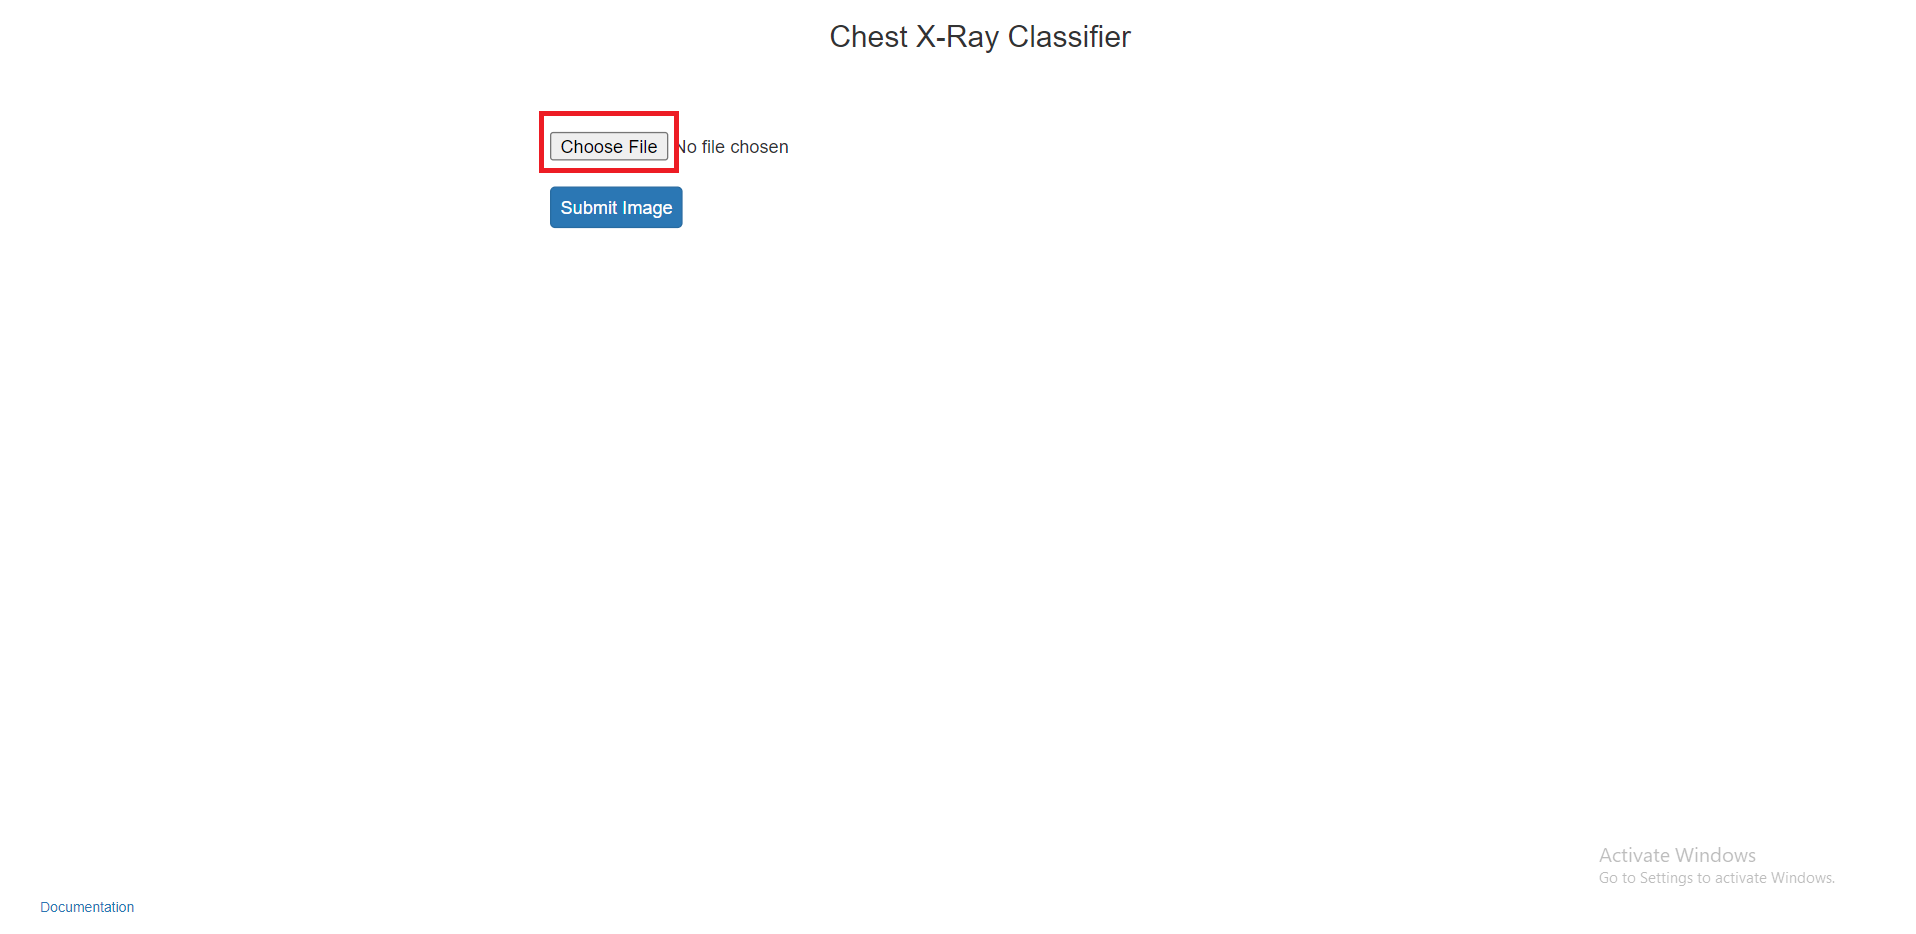 Chest X-Ray Classifier
Choose File No file chosen
Submit Image
Activate Windows
Go to Settings to activate Windows.
Documentation